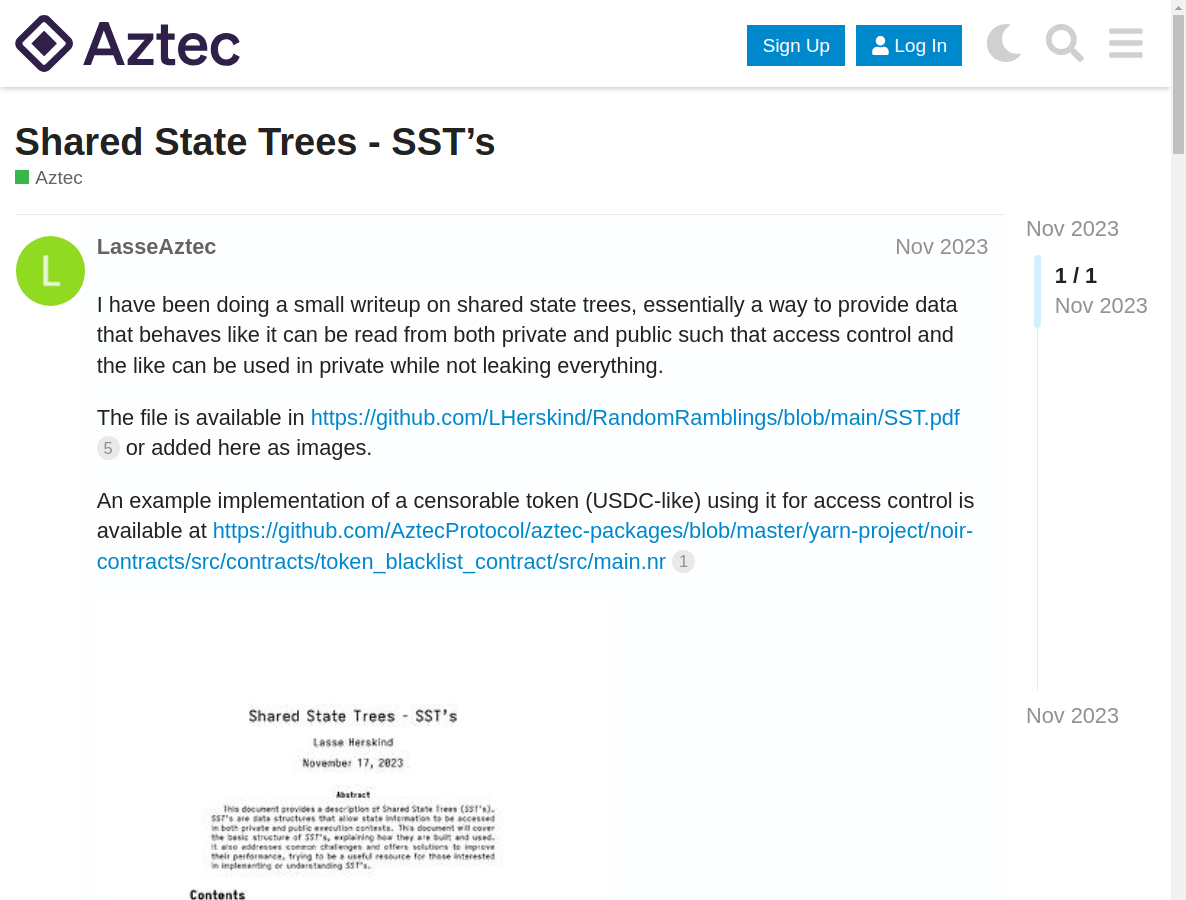 Aztec
Sign Up
Log In
Shared State Trees - SST’s
Aztec
Nov 2023
L
LasseAztec
Nov 2023
1 / 1
Nov 2023
I have been doing a small writeup on shared state trees, essentially a way to provide data
that behaves like it can be read from both private and public such that access control and
the like can be used in private while not leaking everything.
The file is available in https://github.com/LHerskind/RandomRamblings/blob/main/SST.pdf
5 or added here as images.
An example implementation of a censorable token (USDC-like) using it for access control is
available at https://github.com/AztecProtocol/aztec-packages/blob/master/yarn-project/noir-
contracts/src/contracts/token_blacklist_contract/src/main.nr 1
Nov 2023
Shared State Trees - SST’s
Lasse Herskind
November 17, 2023
Abstract
This document provides a description of Shared State Trees (SST’s).
SST’s are data structures that allow state information to be accessed
in both private and public execution contexts. This document will cover
the basic structure of SST’s, explaining how they are built and used.
It also addresses common challenges and offers solutions to improve
their performance, trying to be a useful resource for those interested
in implementing or understanding SST’s.
Contents